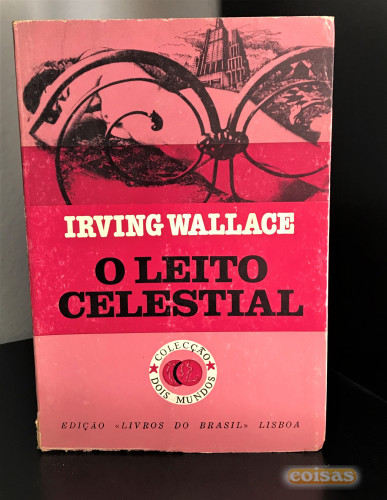 IRVING WALLACE
O LEITO
CELESTIAL
COLECÇÃO
DOIS MUNDOS
EDIÇÃO «LIVROS DO BRASIL» LISBOA
coisas